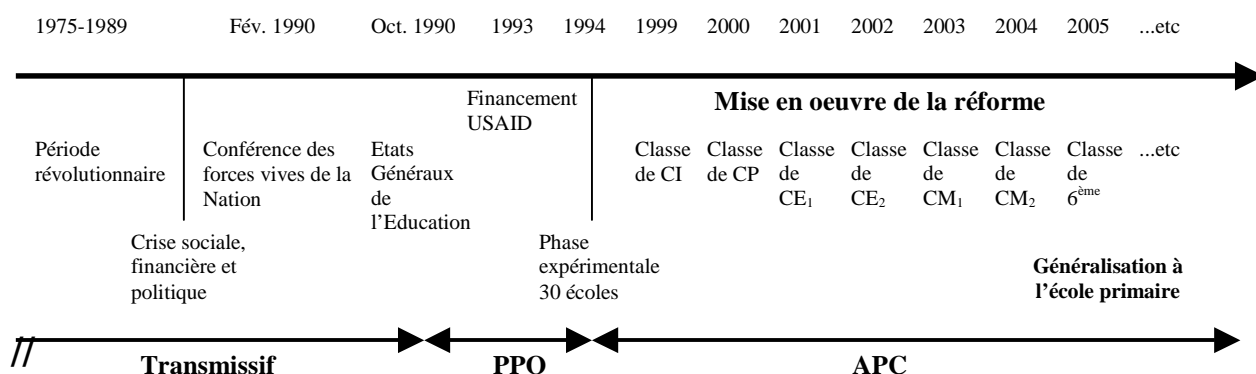 1975-1989 Fév. 1990 Oct. 1990 1993 1994 1999 2000 2001 2002 2003 2004 2005 ...etc
Financement
USAID
Mise en oeuvre de la réforme
Période
révolutionnaire
Conférence des
forces vives de la
Nation
Etats
Généraux
de
l’Education
Classe
de CI
Classe
de CP
Classe
de
CE₁
Classe
de
CE₂
Classe
de
CM₁
Classe
de
CM₂
Classe
de
6ème
...etc
Crise sociale,
financière et
politique
Phase
expérimentale
30 écoles
Généralisation à
l’école primaire
//
Transmissif PPO APC